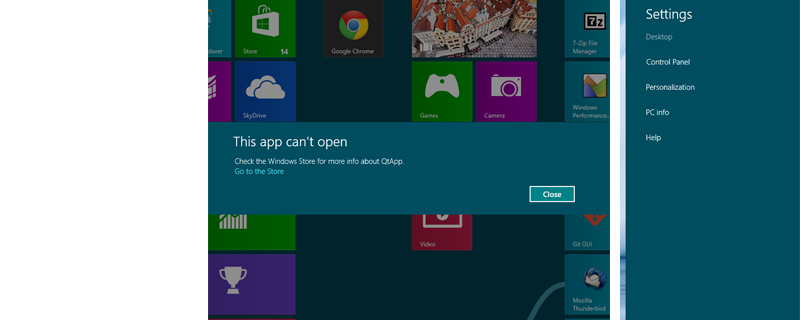 plorer
Store
14
Google Chrome
7-Zip File
Manager
SkyDrive
Games
Camera
Windows
Performance...
This app can't open
Check the Windows Store for more info about QtApp.
Go to the Store
Close
Video
Git GUI
Mozilla
Thunderbird
Settings
Desktop
Control Panel
Personalization
PC info
Help